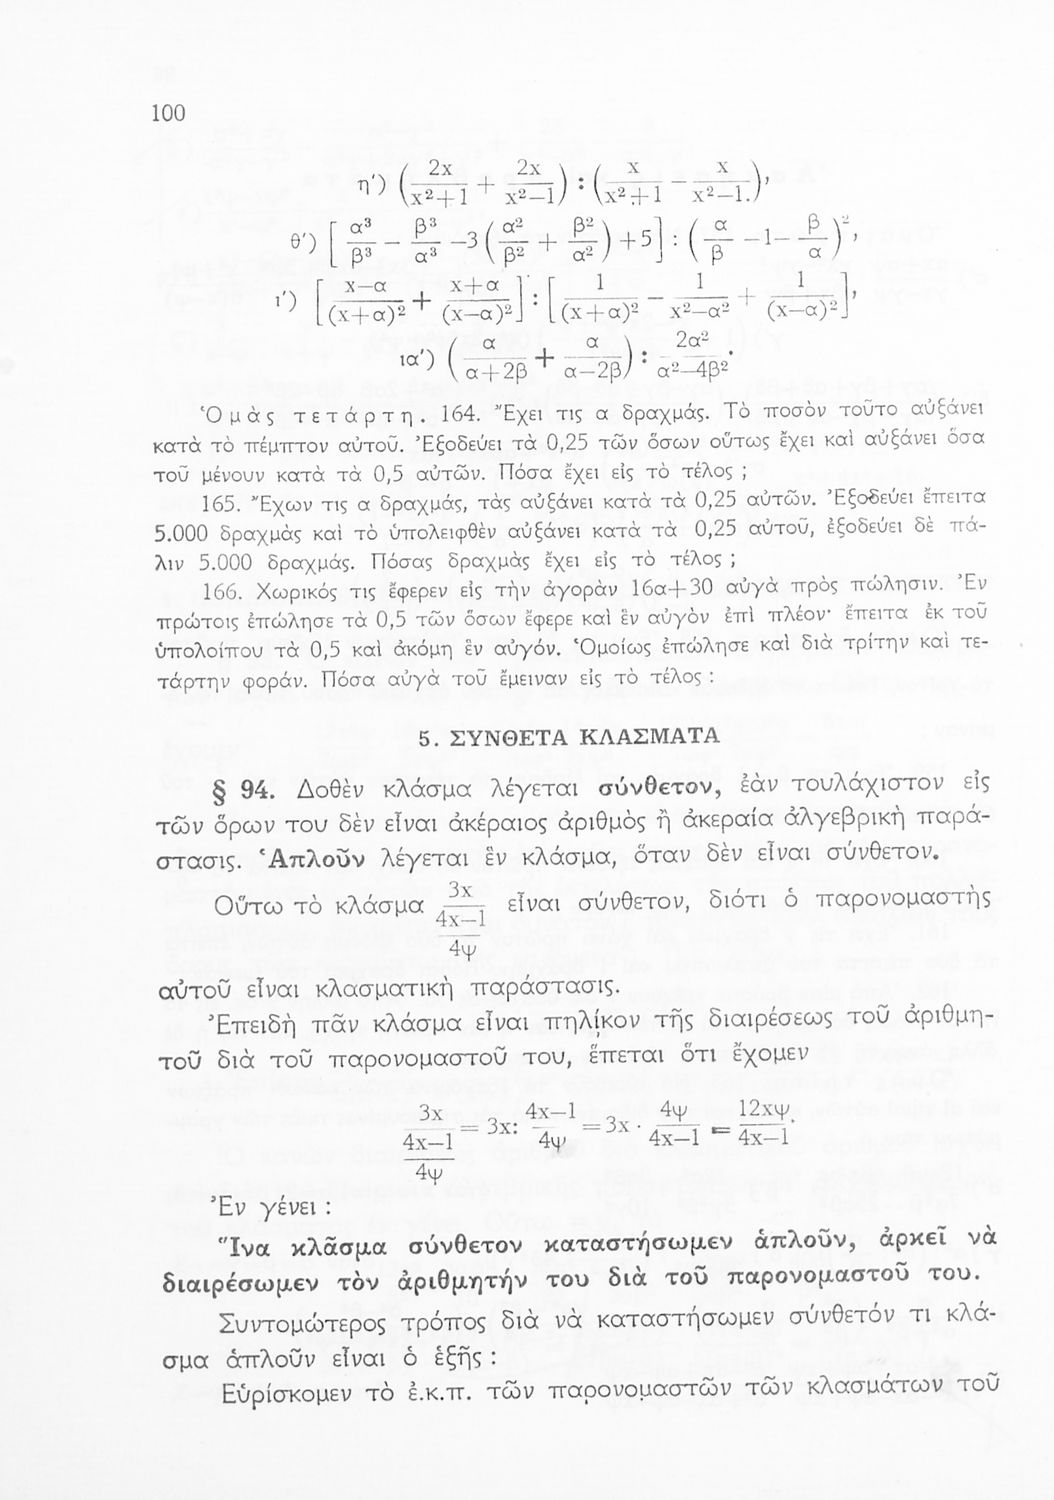 100
η') (2x/(x²+1) + 2x/(x²—1)) : (x/(x²+1) — x/(x²—1.)),
θ') [α³/β³ — β³/α³ —3 (α²/β² + β²/α²) +5] : (α/β —1— β/α)²,
ι') [(x—α)/(x+α)² + (x+α)/(x—α)²] : [1/(x+α)² — 1/(x²—α²) + 1/(x—α)²],
ια') (α/(α+2β) + α/(α—2β)) : 2α²/(α²—4β²).
Ὁμὰς τετάρτη. 164. Ἔχει τις α δραχμάς. Τὸ ποσὸν τοῦτο αὐξάνει
κατὰ τὸ πέμπτον αὐτοῦ. Ἐξοδεύει τὰ 0,25 τῶν ὅσων οὕτως ἔχει καὶ αὐξάνει ὅσα
τοῦ μένουν κατὰ τὰ 0,5 αὐτῶν. Πόσα ἔχει εἰς τὸ τέλος ;
165. Ἔχων τις α δραχμάς, τὰς αὐξάνει κατὰ τὰ 0,25 αὐτῶν. Ἐξοδεύει ἔπειτα
5.000 δραχμὰς καὶ τὸ ὑπολειφθὲν αὐξάνει κατὰ τὰ 0,25 αὐτοῦ, ἐξοδεύει δὲ πά-
λιν 5.000 δραχμάς. Πόσας δραχμὰς ἔχει εἰς τὸ τέλος ;
166. Χωρικός τις ἔφερεν εἰς τὴν ἀγορὰν 16α+30 αὐγὰ πρὸς πώλησιν. Ἐν
πρώτοις ἐπώλησε τὰ 0,5 τῶν ὅσων ἔφερε καὶ ἓν αὐγὸν ἐπὶ πλέον· ἔπειτα ἐκ τοῦ
ὑπολοίπου τὰ 0,5 καὶ ἀκόμη ἓν αὐγόν. Ὁμοίως ἐπώλησε καὶ διὰ τρίτην καὶ τε-
τάρτην φοράν. Πόσα αὐγὰ τοῦ ἔμειναν εἰς τὸ τέλος :
5. ΣΥΝΘΕΤΑ ΚΛΑΣΜΑΤΑ
§ 94. Δοθὲν κλάσμα λέγεται σύνθετον, ἐὰν τουλάχιστον εἷς
τῶν ὅρων του δὲν εἶναι ἀκέραιος ἀριθμὸς ἢ ἀκεραία ἀλγεβρικὴ παρά-
στασις. Ἁπλοῦν λέγεται ἓν κλάσμα, ὅταν δὲν εἶναι σύνθετον.
Οὕτω τὸ κλάσμα 3x/((4x—1)/4ψ) εἶναι σύνθετον, διότι ὁ παρονομαστὴς
αὐτοῦ εἶναι κλασματικὴ παράστασις.
Ἐπειδὴ πᾶν κλάσμα εἶναι πηλίκον τῆς διαιρέσεως τοῦ ἀριθμη-
τοῦ διὰ τοῦ παρονομαστοῦ του, ἕπεται ὅτι ἔχομεν
3x/((4x—1)/4ψ) = 3x: (4x—1)/4ψ = 3x · 4ψ/(4x—1) = 12xψ/(4x—1).
Ἐν γένει :
Ἵνα κλᾶσμα σύνθετον καταστήσωμεν ἁπλοῦν, ἀρκεῖ νὰ
διαιρέσωμεν τὸν ἀριθμητήν του διὰ τοῦ παρονομαστοῦ του.
Συντομώτερος τρόπος διὰ νὰ καταστήσωμεν σύνθετόν τι κλά-
σμα ἁπλοῦν εἶναι ὁ ἑξῆς :
Εὑρίσκομεν τὸ ἐ.κ.π. τῶν παρονομαστῶν τῶν κλασμάτων τοῦ